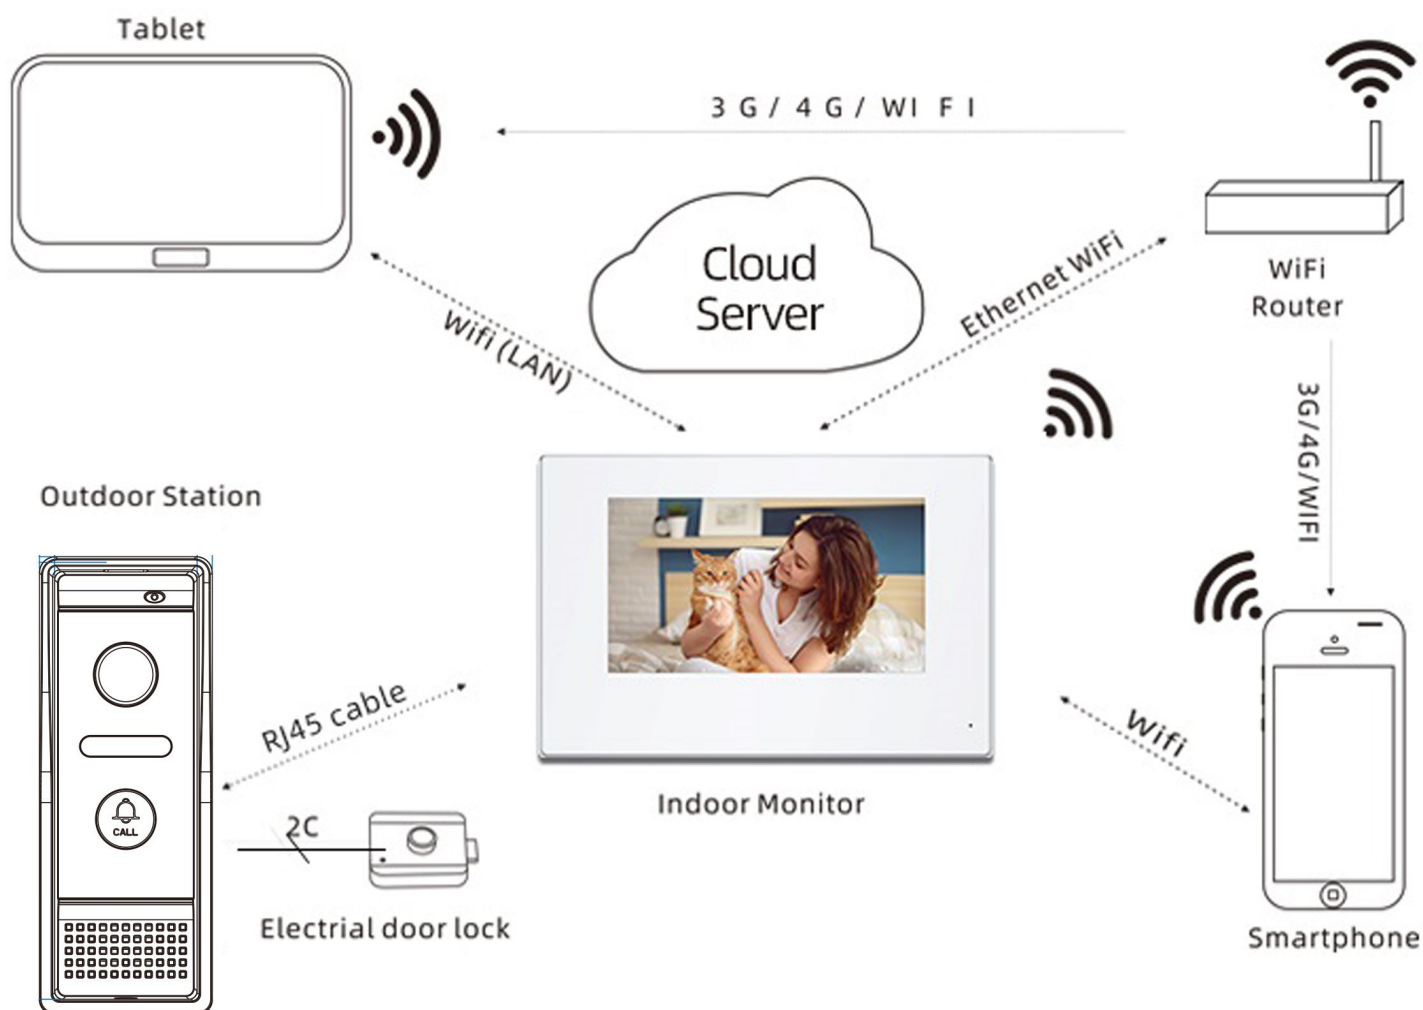 Tablet
3 G / 4 G / WI F I
Cloud
Server
Ethernet WiFi
WiFi
Router
Wifi (LAN)
3G/4G/WIFI
Outdoor Station
RJ45 cable
Wifi
Indoor Monitor
CALL
2C
Electrial door lock
Smartphone